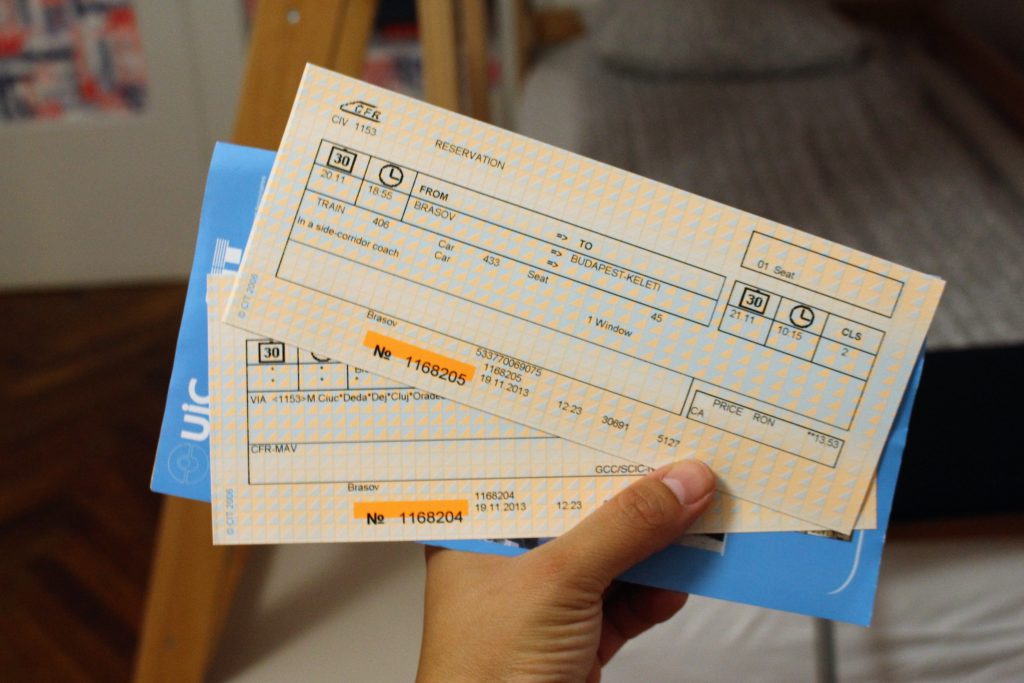 CFR
CIV 1153
RESERVATION
30
20.11
18:55
FROM
BRASOV
=> TO
=> BUDAPEST-KELETI
=>
01 Seat
30
21.11
10:15
CLS
2
TRAIN 406 Car 433 Seat 45
In a side-corridor coach Car 1 Window
PRICE RON
CA **13.53
Brasov
№ 1168205
533770069075
1168205
19.11.2013 12:23 30691 5127
© CIT 2006
30
VIA <1153>M.Ciuc*Deda*Dej*Cluj*Oradea
CFR-MAV
GCC/SCIC-
Brasov
№ 1168204
1168204
19.11.2013 12:23
© CIT 2006
uic